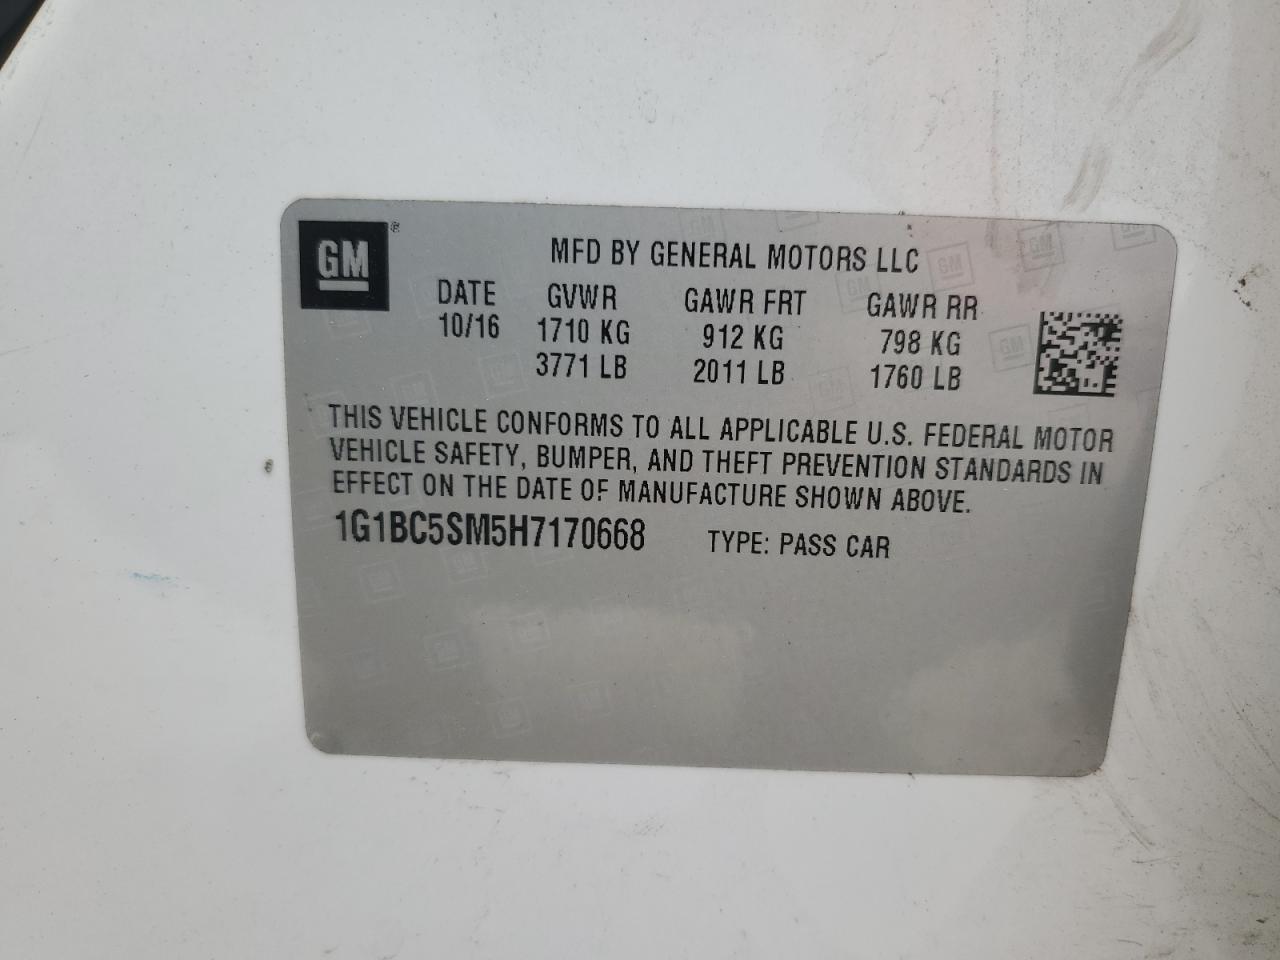 GM ®
MFD BY GENERAL MOTORS LLC
DATE GVWR GAWR FRT GAWR RR
10/16 1710 KG 912 KG 798 KG
3771 LB 2011 LB 1760 LB
THIS VEHICLE CONFORMS TO ALL APPLICABLE U.S. FEDERAL MOTOR
VEHICLE SAFETY, BUMPER, AND THEFT PREVENTION STANDARDS IN
EFFECT ON THE DATE OF MANUFACTURE SHOWN ABOVE.
1G1BC5SM5H7170668 TYPE: PASS CAR